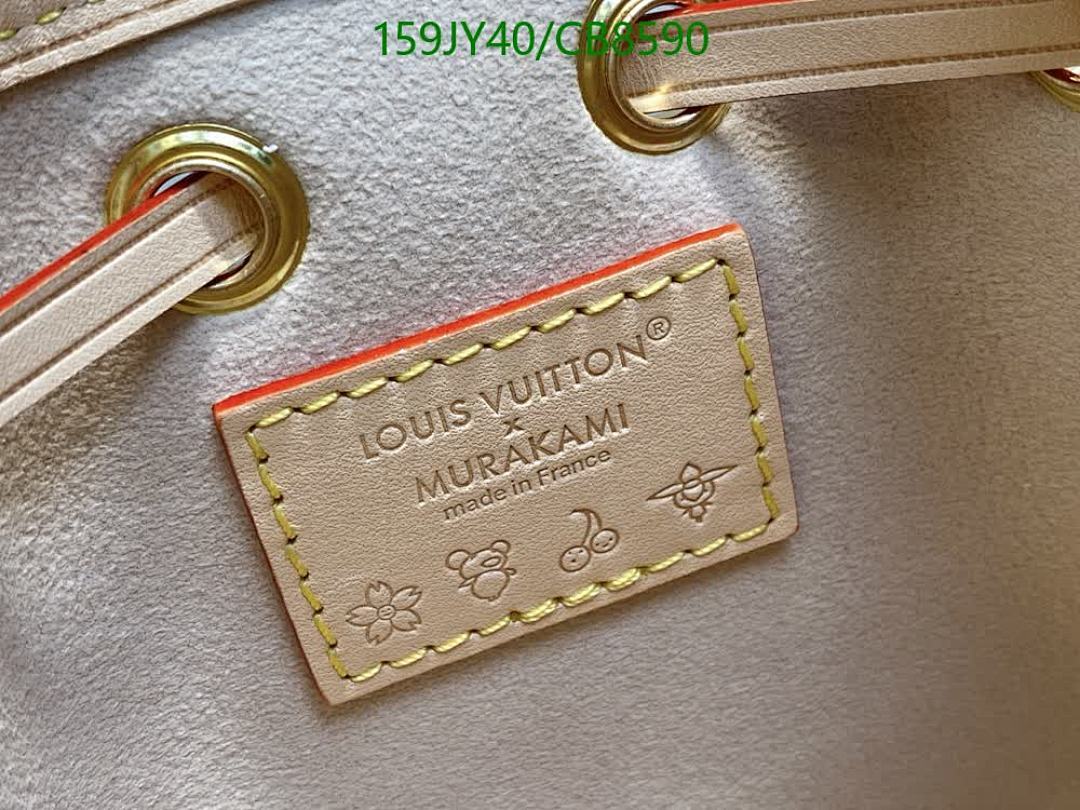 159JY40/CB8590
LOUIS VUITTON®
x
MURAKAMI
made in France